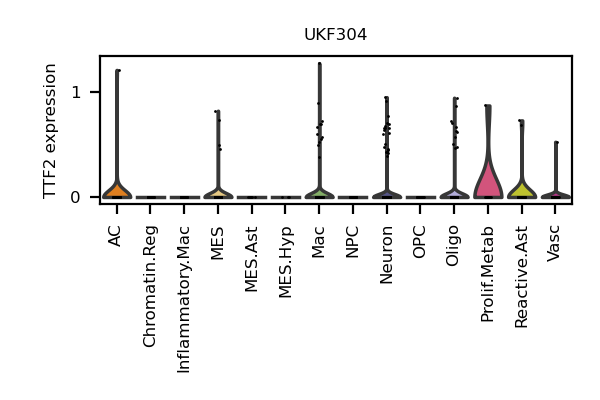 UKF304
TTF2 expression
1
0
AC
Chromatin.Reg
Inflammatory.Mac
MES
MES.Ast
MES.Hyp
Mac
NPC
Neuron
OPC
Oligo
Prolif.Metab
Reactive.Ast
Vasc